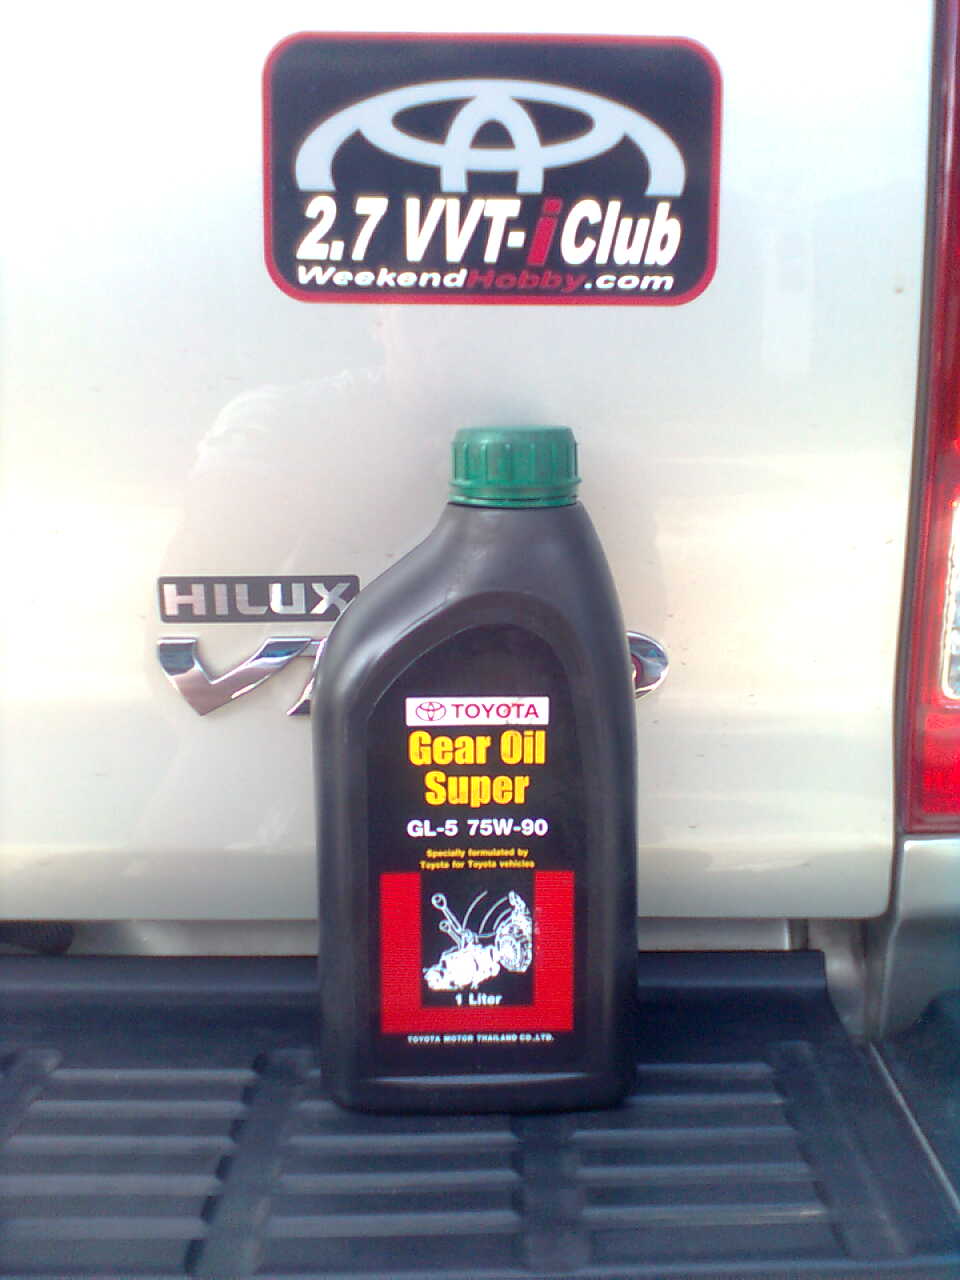 2.7 VVT-i Club
WeekendHobby.com
HILUX
TOYOTA
Gear Oil
Super
GL-5 75W-90
Specially formulated by
Toyota for Toyota vehicles
1 Liter
TOYOTA MOTOR THAILAND CO.,LTD.